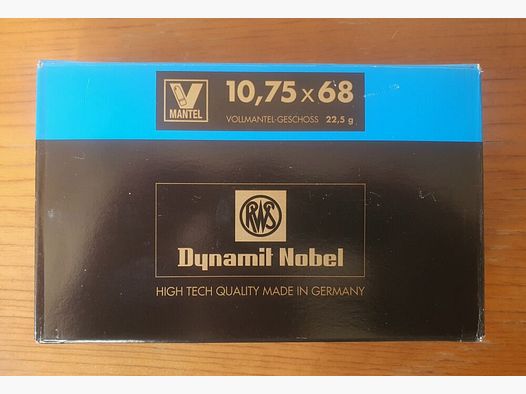 V
MANTEL
10,75 x 68
VOLLMANTEL-GESCHOSS 22,5 g
RWS
Dynamit Nobel
HIGH TECH QUALITY MADE IN GERMANY